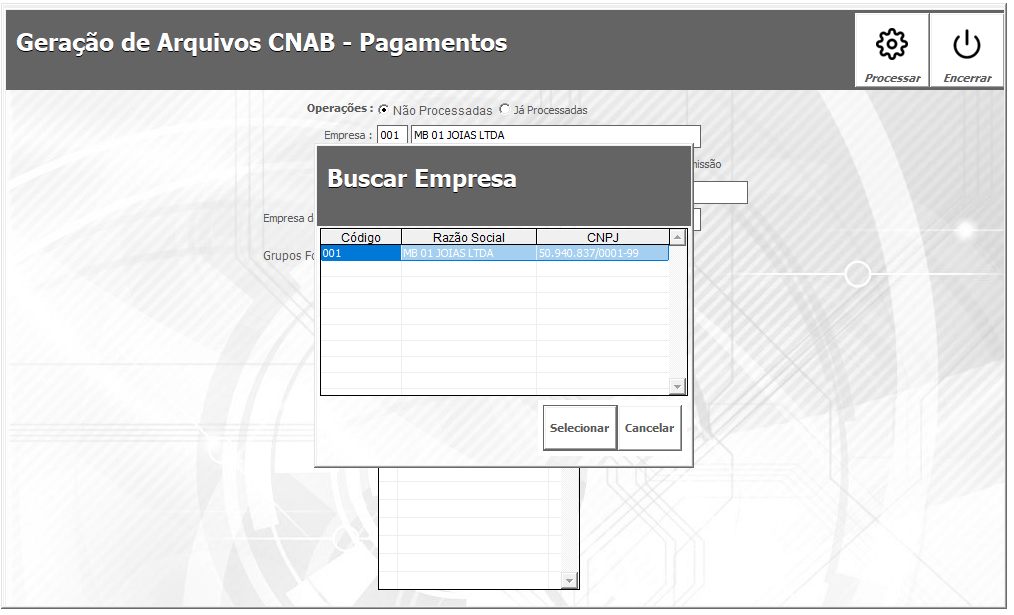 Geração de Arquivos CNAB - Pagamentos
Processar
Encerrar
Operações : Não Processadas Já Processadas
Empresa : 001 MB 01 JOIAS LTDA
Empresa
Grupos
Buscar Empresa
Código Razão Social CNPJ
001 MB 01 JOIAS LTDA 50.940.837/0001-99
Selecionar Cancelar